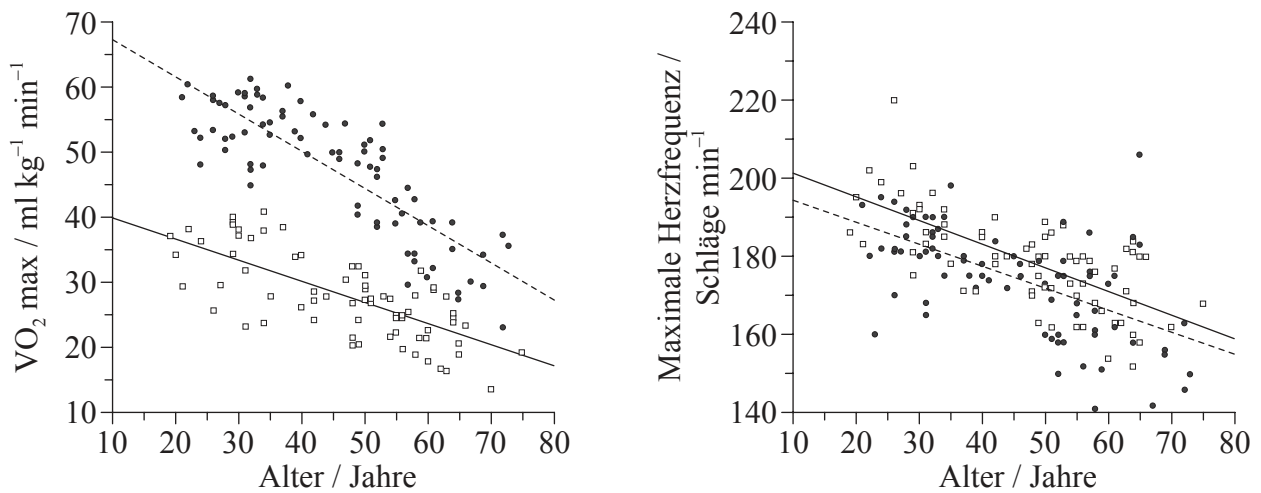 VO₂ max / ml kg⁻¹ min⁻¹
70
60
50
40
30
20
10
10 20 30 40 50 60 70 80
Alter / Jahre
Maximale Herzfrequenz /
Schläge min⁻¹
240
220
200
180
160
140
10 20 30 40 50 60 70 80
Alter / Jahre